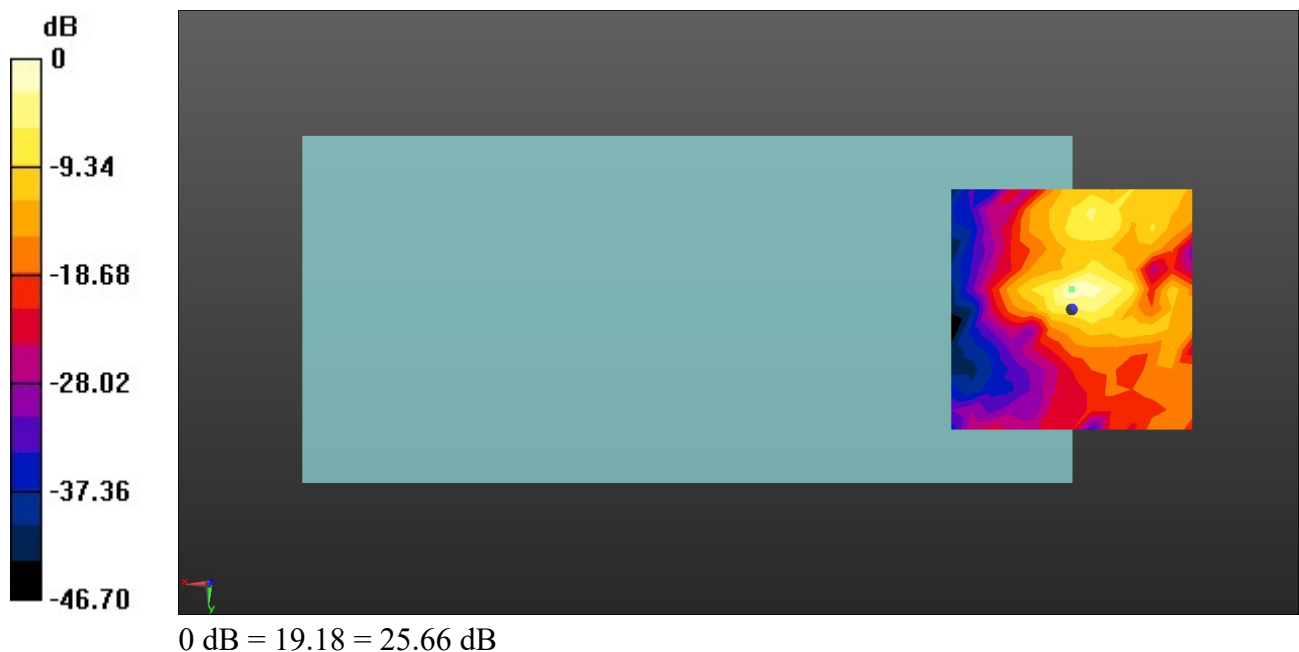 dB
0
-9.34
-18.68
-28.02
-37.36
-46.70
x
y
0 dB = 19.18 = 25.66 dB